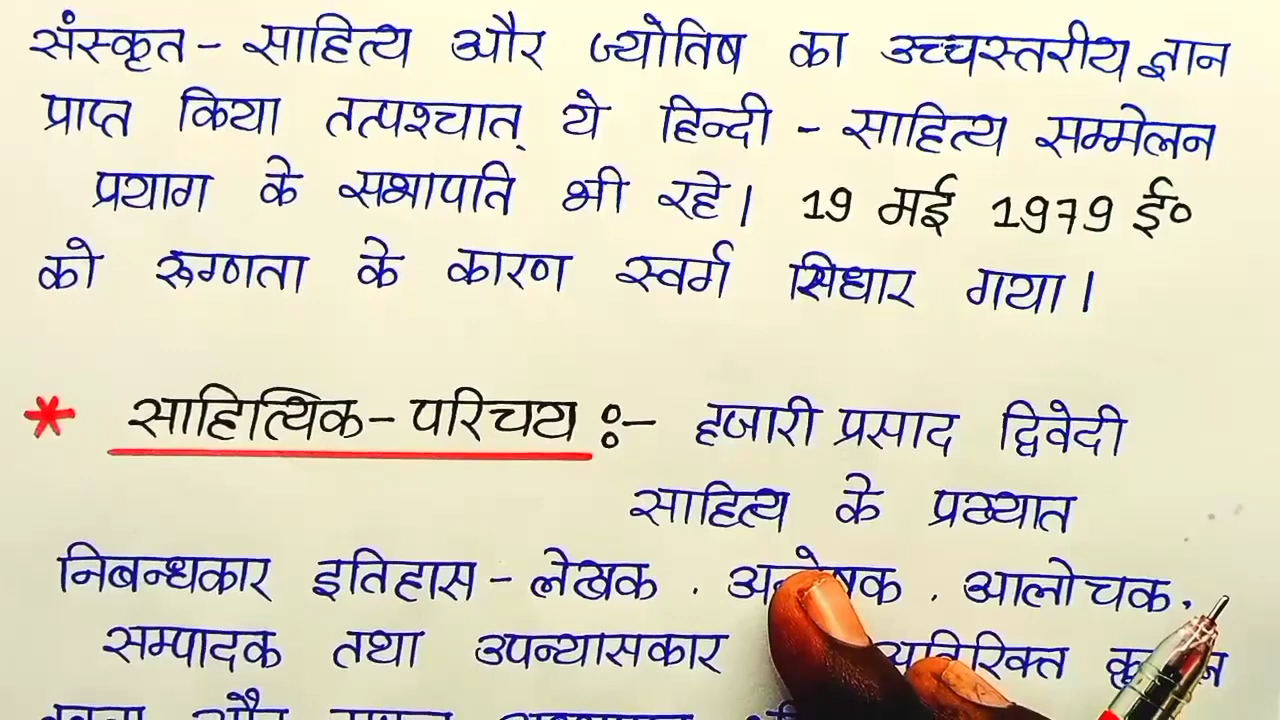 संस्कृत - साहित्य और ज्योतिष का उच्चस्तरीय ज्ञान
प्राप्त किया तत्पश्चात् ये हिन्दी - साहित्य सम्मेलन
प्रयाग के सभापति भी रहे। 19 मई 1979 ई०
को रूग्णता के कारण स्वर्ग सिधार गया।
* साहित्यिक - परिचय :- हजारी प्रसाद द्विवेदी
साहित्य के प्रख्यात
निबन्धकार इतिहास - लेखक . . आलोचक .
सम्पादक तथा उपन्यासकार
और